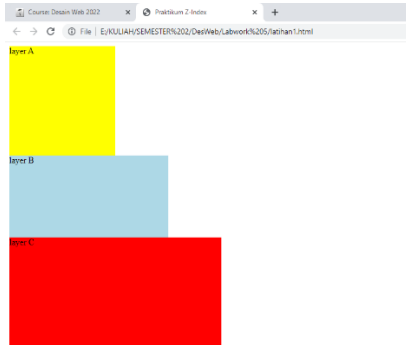 Course: Desain Web 2022
Praktikum Z-Index
File | E:/KULIAH/SEMESTER%202/DesWeb/Labwork%205/latihan1.html
layer A
layer B
layer C